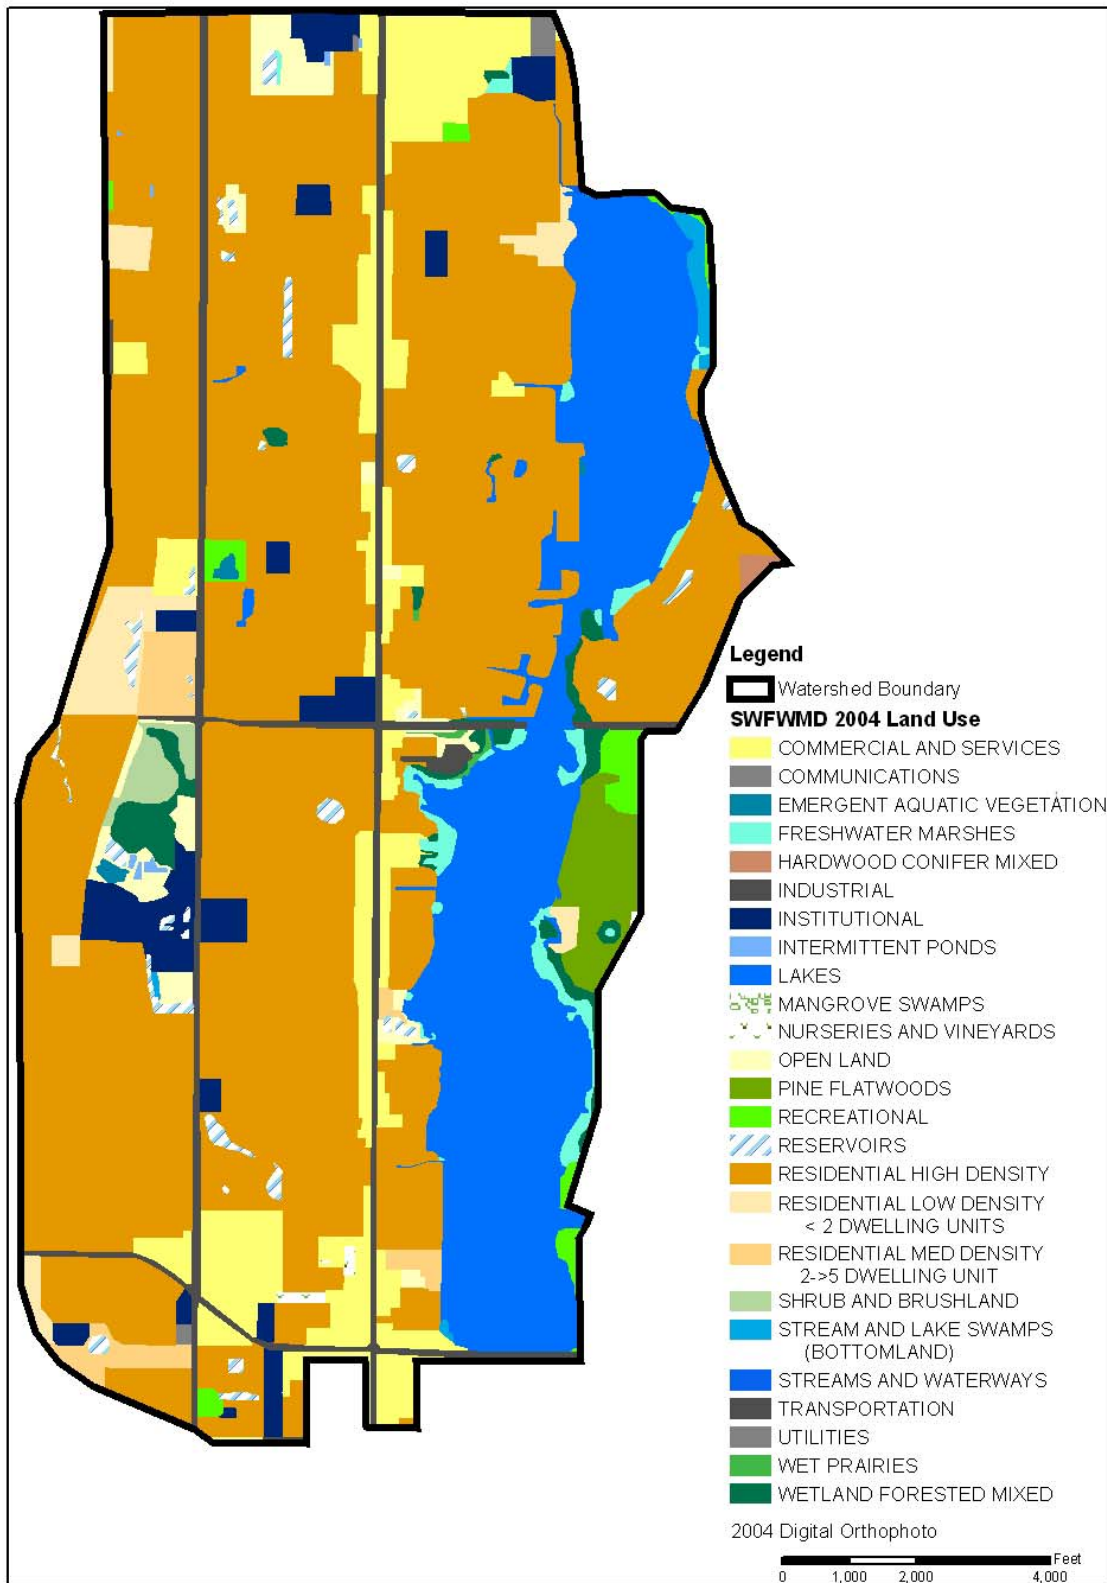 Legend
Watershed Boundary
SWFWMD 2004 Land Use
COMMERCIAL AND SERVICES
COMMUNICATIONS
EMERGENT AQUATIC VEGETATION
FRESHWATER MARSHES
HARDWOOD CONIFER MIXED
INDUSTRIAL
INSTITUTIONAL
INTERMITTENT PONDS
LAKES
MANGROVE SWAMPS
NURSERIES AND VINEYARDS
OPEN LAND
PINE FLATWOODS
RECREATIONAL
RESERVOIRS
RESIDENTIAL HIGH DENSITY
RESIDENTIAL LOW DENSITY
< 2 DWELLING UNITS
RESIDENTIAL MED DENSITY
2->5 DWELLING UNIT
SHRUB AND BRUSHLAND
STREAM AND LAKE SWAMPS
(BOTTOMLAND)
STREAMS AND WATERWAYS
TRANSPORTATION
UTILITIES
WET PRAIRIES
WETLAND FORESTED MIXED
2004 Digital Orthophoto
Feet
0 1,000 2,000 4,000